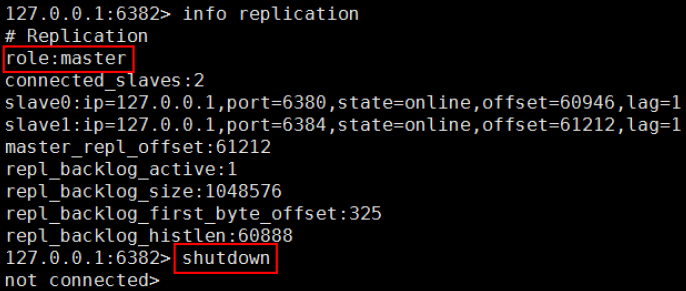 127.0.0.1:6382> info replication
# Replication
role:master
connected_slaves:2
slave0:ip=127.0.0.1,port=6380,state=online,offset=60946,lag=1
slave1:ip=127.0.0.1,port=6384,state=online,offset=61212,lag=1
master_repl_offset:61212
repl_backlog_active:1
repl_backlog_size:1048576
repl_backlog_first_byte_offset:325
repl_backlog_histlen:60888
127.0.0.1:6382> shutdown
not connected>